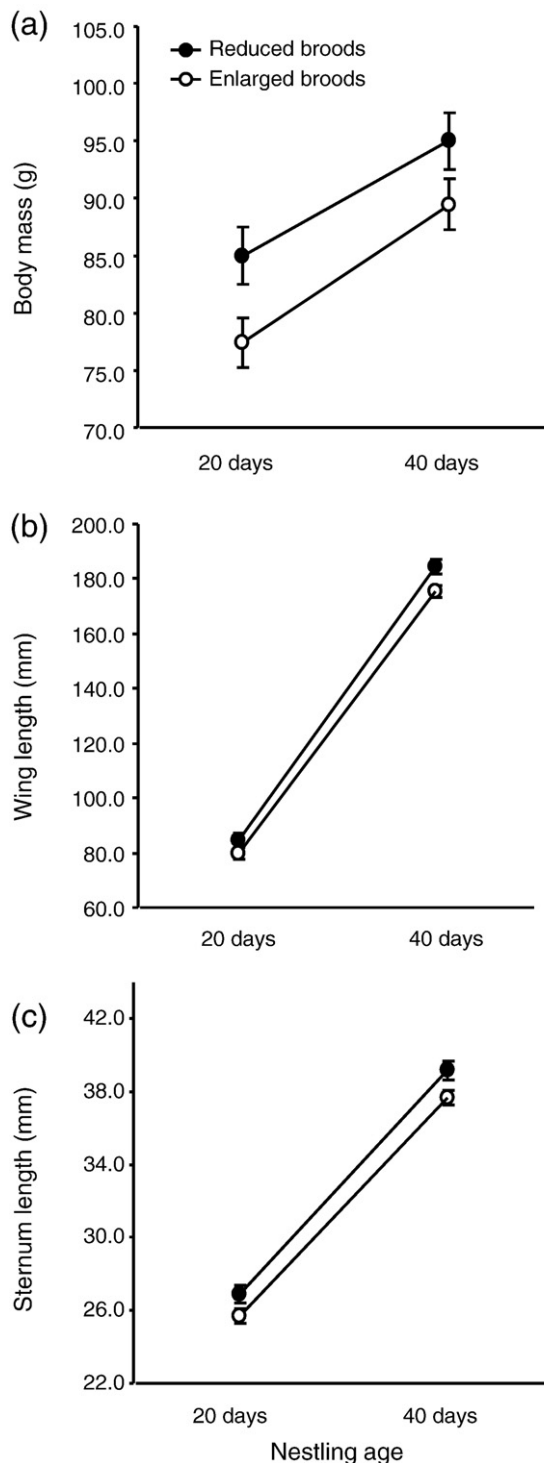 (a)
105.0
100.0
95.0
90.0
85.0
80.0
75.0
70.0
Body mass (g)
Reduced broods
Enlarged broods
20 days 40 days
(b)
200.0
180.0
160.0
140.0
120.0
100.0
80.0
60.0
Wing length (mm)
20 days 40 days
(c)
42.0
38.0
34.0
30.0
26.0
22.0
Sternum length (mm)
20 days 40 days
Nestling age